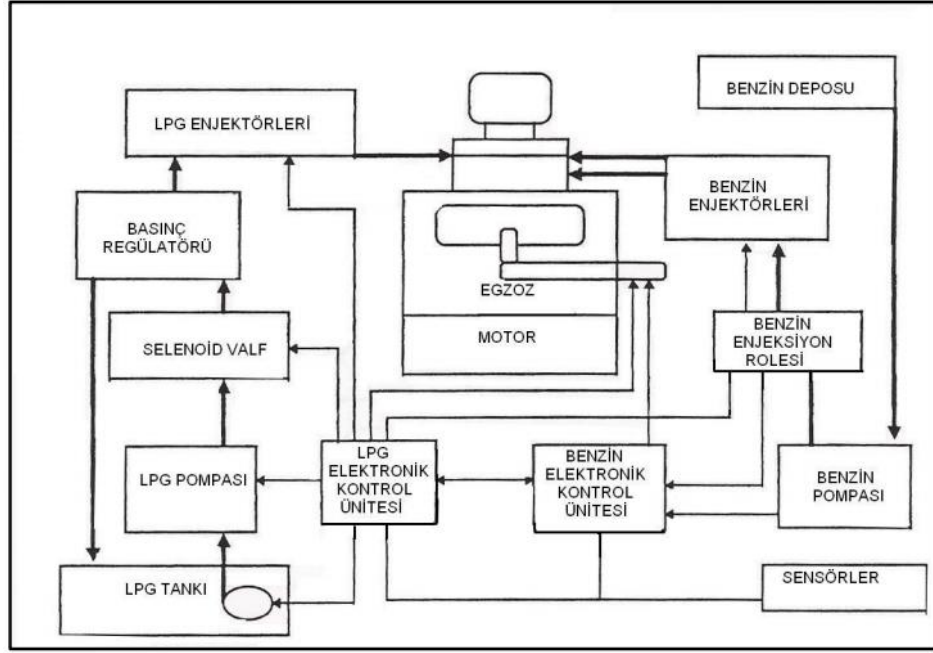 BENZİN DEPOSU
LPG ENJEKTÖRLERİ
BENZİN
ENJEKTÖRLERİ
BASINÇ
REGÜLATÖRÜ
EGZOZ
MOTOR
BENZİN
ENJEKSİYON
ROLESİ
SELENOİD VALF
LPG POMPASI
LPG
ELEKTRONİK
KONTROL
ÜNİTESİ
BENZİN
ELEKTRONİK
KONTROL
ÜNİTESİ
BENZİN
POMPASI
LPG TANKI
SENSÖRLER